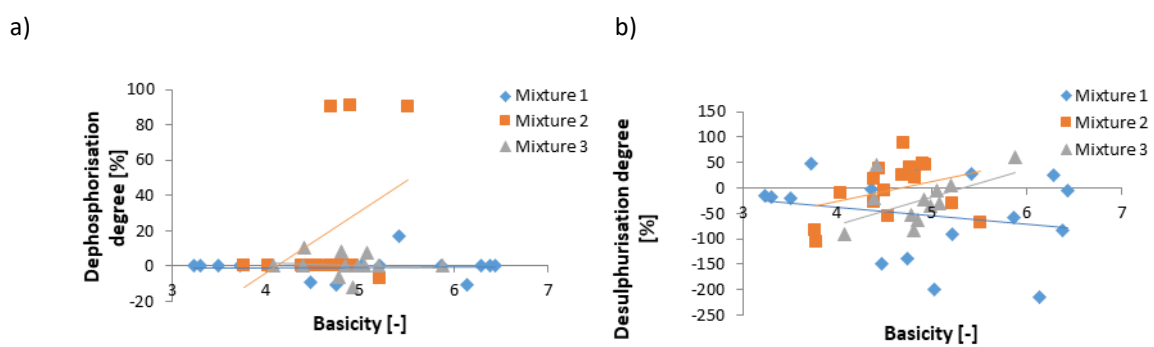 a)
b)
Dephosphorisation
degree [%]
100
80
60
40
20
0
-20
3
4
5
6
7
Basicity [-]
Mixture 1
Mixture 2
Mixture 3
Desulphurisation degree
[%]
150
100
50
0
-50
-100
-150
-200
-250
3
4
5
6
7
Basicity [-]
Mixture 1
Mixture 2
Mixture 3